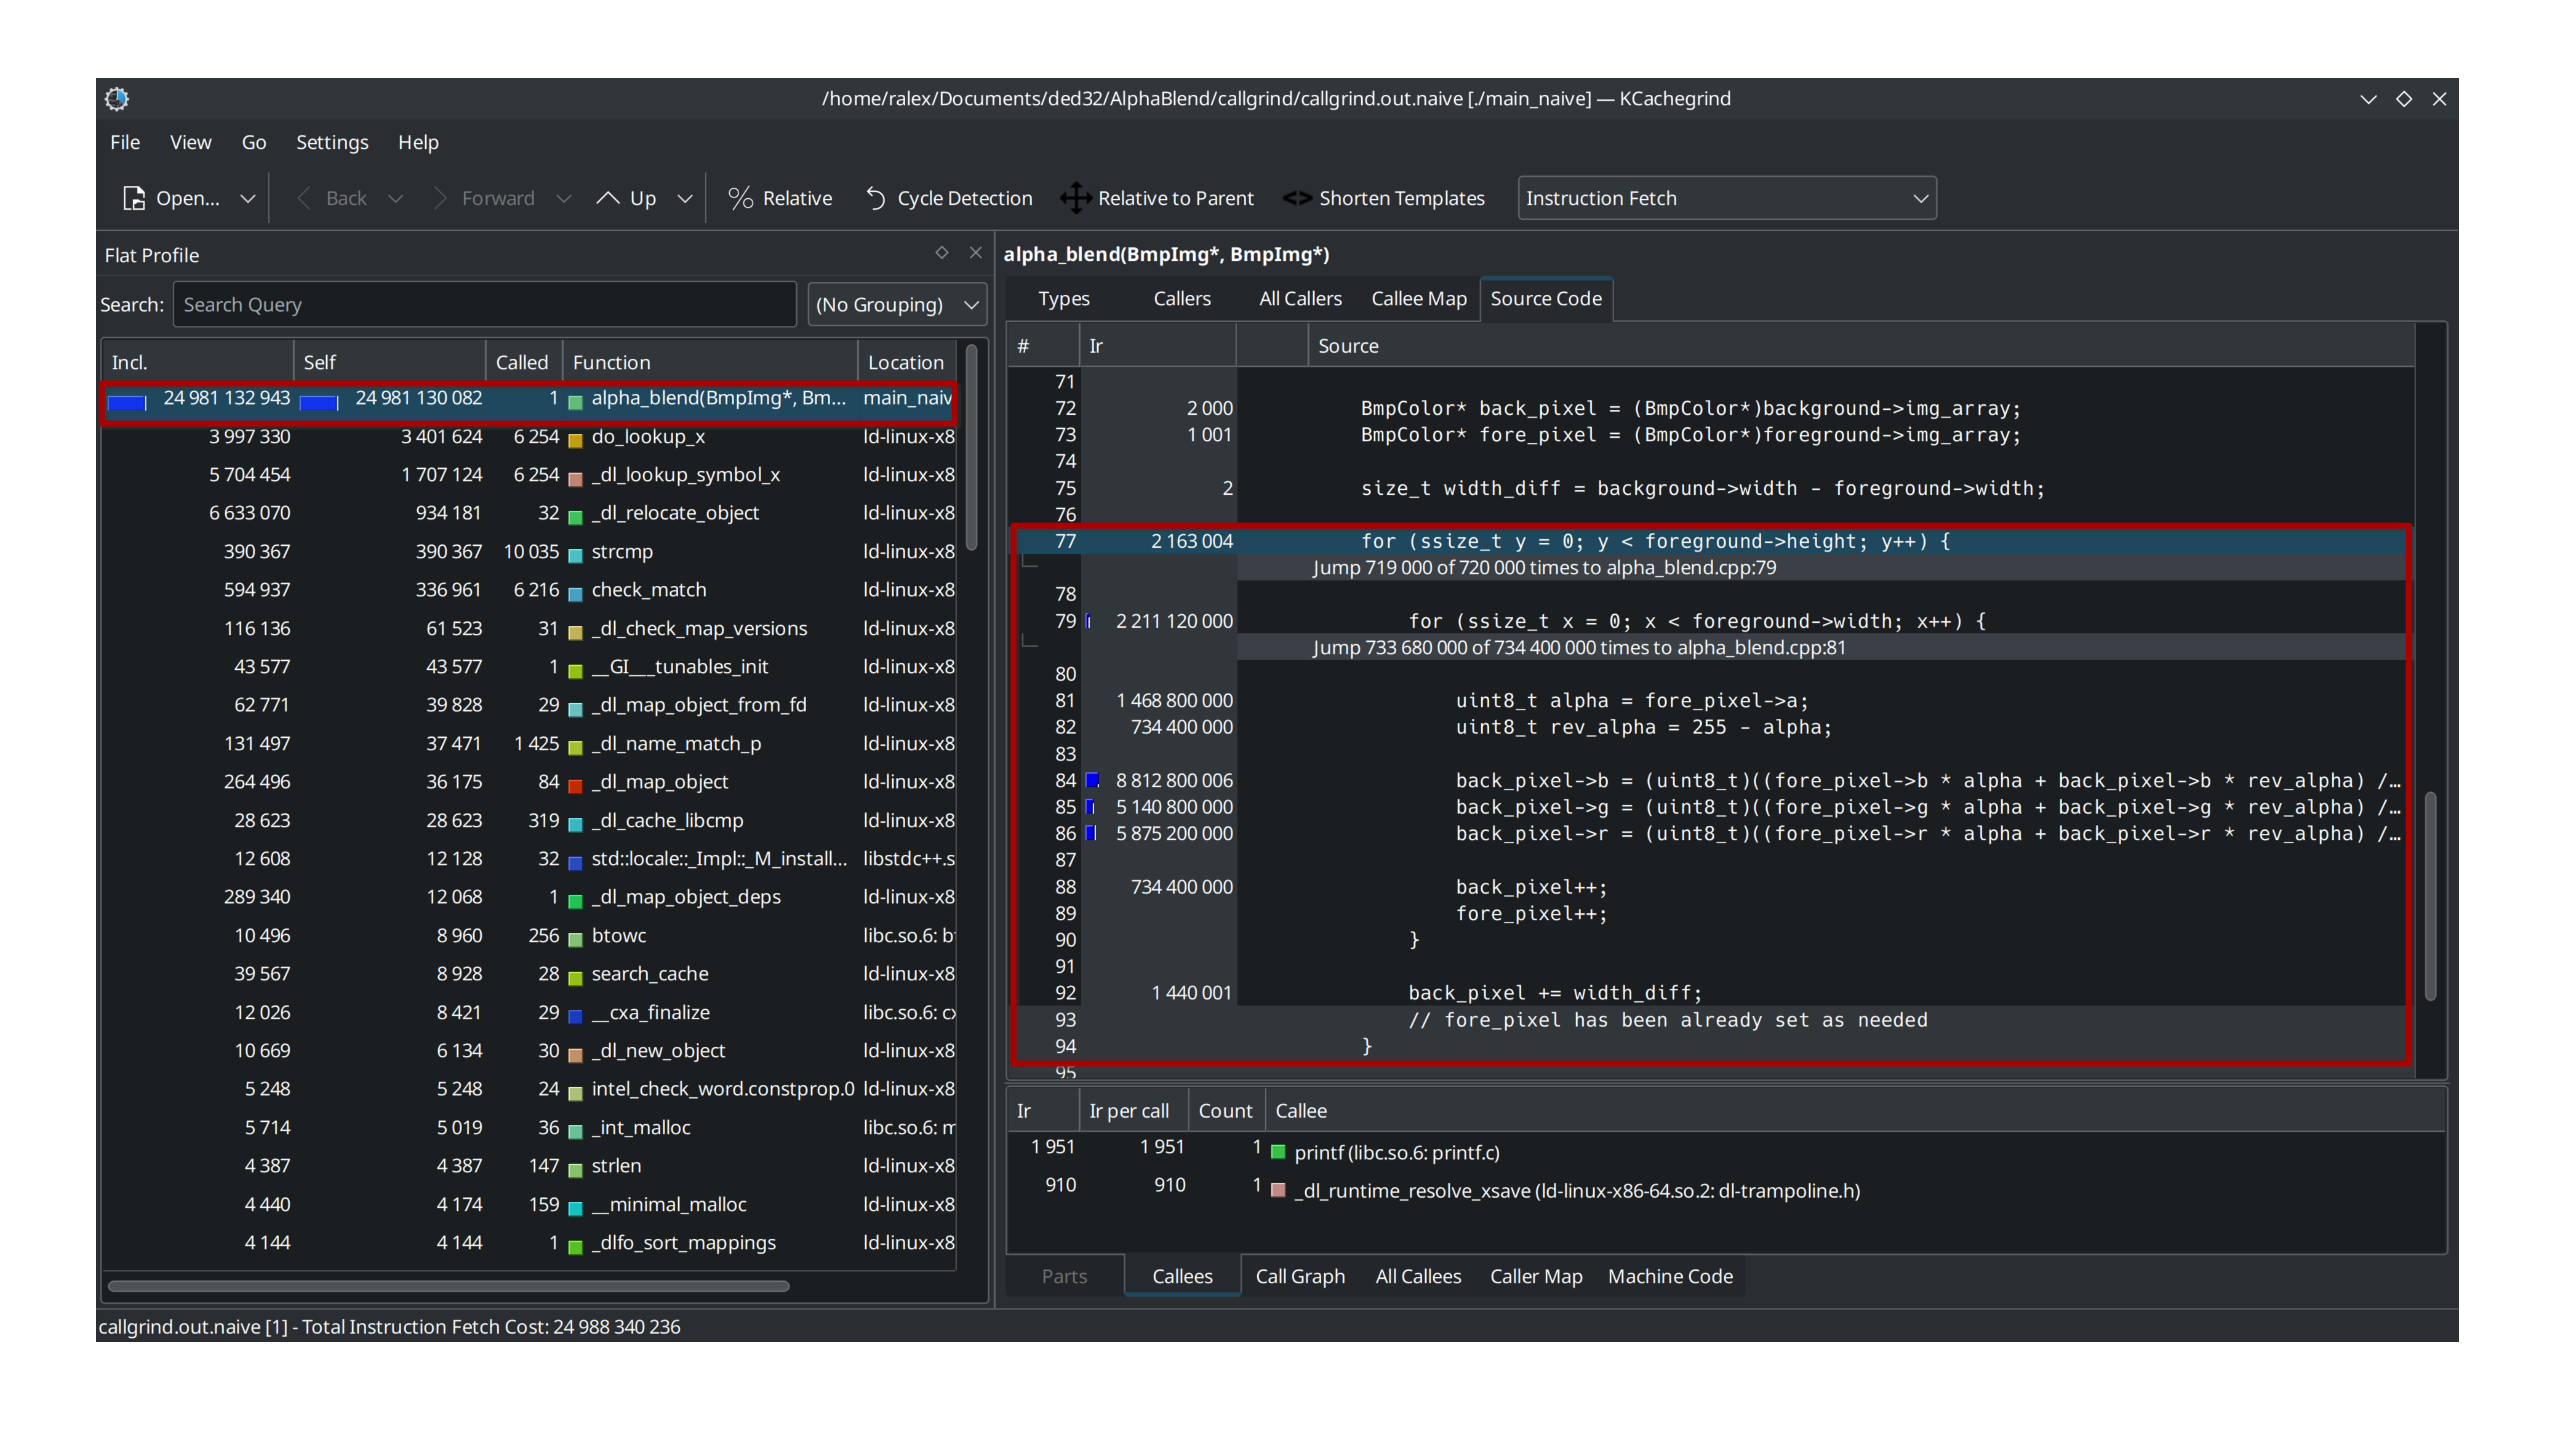 /home/ralex/Documents/ded32/AlphaBlend/callgrind/callgrind.out.naive [./main_naive] — KCachegrind
File View Go Settings Help
Open... Back Forward Up Relative Cycle Detection Relative to Parent Shorten Templates Instruction Fetch
Flat Profile
Search: Search Query (No Grouping)
Incl. Self Called Function Location
24 981 132 943 24 981 130 082 1 alpha_blend(BmpImg*, Bm... main_naiv
3 997 330 3 401 624 6 254 do_lookup_x ld-linux-x8
5 704 454 1 707 124 6 254 _dl_lookup_symbol_x ld-linux-x8
6 633 070 934 181 32 _dl_relocate_object ld-linux-x8
390 367 390 367 10 035 strcmp ld-linux-x8
594 937 336 961 6 216 check_match ld-linux-x8
116 136 61 523 31 _dl_check_map_versions ld-linux-x8
43 577 43 577 1 __GI___tunables_init ld-linux-x8
62 771 39 828 29 _dl_map_object_from_fd ld-linux-x8
131 497 37 471 1 425 _dl_name_match_p ld-linux-x8
264 496 36 175 84 _dl_map_object ld-linux-x8
28 623 28 623 319 _dl_cache_libcmp ld-linux-x8
12 608 12 128 32 std::locale::_Impl::_M_install... libstdc++.s
289 340 12 068 1 _dl_map_object_deps ld-linux-x8
10 496 8 960 256 btowc libc.so.6: b
39 567 8 928 28 search_cache ld-linux-x8
12 026 8 421 29 __cxa_finalize libc.so.6: c
10 669 6 134 30 _dl_new_object ld-linux-x8
5 248 5 248 24 intel_check_word.constprop.0 ld-linux-x8
5 714 5 019 36 _int_malloc libc.so.6: m
4 387 4 387 147 strlen ld-linux-x8
4 440 4 174 159 __minimal_malloc ld-linux-x8
4 144 4 144 1 _dlfo_sort_mappings ld-linux-x8
alpha_blend(BmpImg*, BmpImg*)
Types Callers All Callers Callee Map Source Code
# Ir Source
71
72 2 000 BmpColor* back_pixel = (BmpColor*)background->img_array;
73 1 001 BmpColor* fore_pixel = (BmpColor*)foreground->img_array;
74
75 2 size_t width_diff = background->width - foreground->width;
76
77 2 163 004 for (ssize_t y = 0; y < foreground->height; y++) {
Jump 719 000 of 720 000 times to alpha_blend.cpp:79
78
79 2 211 120 000 for (ssize_t x = 0; x < foreground->width; x++) {
Jump 733 680 000 of 734 400 000 times to alpha_blend.cpp:81
80
81 1 468 800 000 uint8_t alpha = fore_pixel->a;
82 734 400 000 uint8_t rev_alpha = 255 - alpha;
83
84 8 812 800 006 back_pixel->b = (uint8_t)((fore_pixel->b * alpha + back_pixel->b * rev_alpha) /...
85 5 140 800 000 back_pixel->g = (uint8_t)((fore_pixel->g * alpha + back_pixel->g * rev_alpha) /...
86 5 875 200 000 back_pixel->r = (uint8_t)((fore_pixel->r * alpha + back_pixel->r * rev_alpha) /...
87
88 734 400 000 back_pixel++;
89 fore_pixel++;
90 }
91
92 1 440 001 back_pixel += width_diff;
93 // fore_pixel has been already set as needed
94 }
95
Ir Ir per call Count Callee
1 951 1 951 1 printf (libc.so.6: printf.c)
910 910 1 _dl_runtime_resolve_xsave (ld-linux-x86-64.so.2: dl-trampoline.h)
Parts Callees Call Graph All Callees Caller Map Machine Code
callgrind.out.naive [1] - Total Instruction Fetch Cost: 24 988 340 236